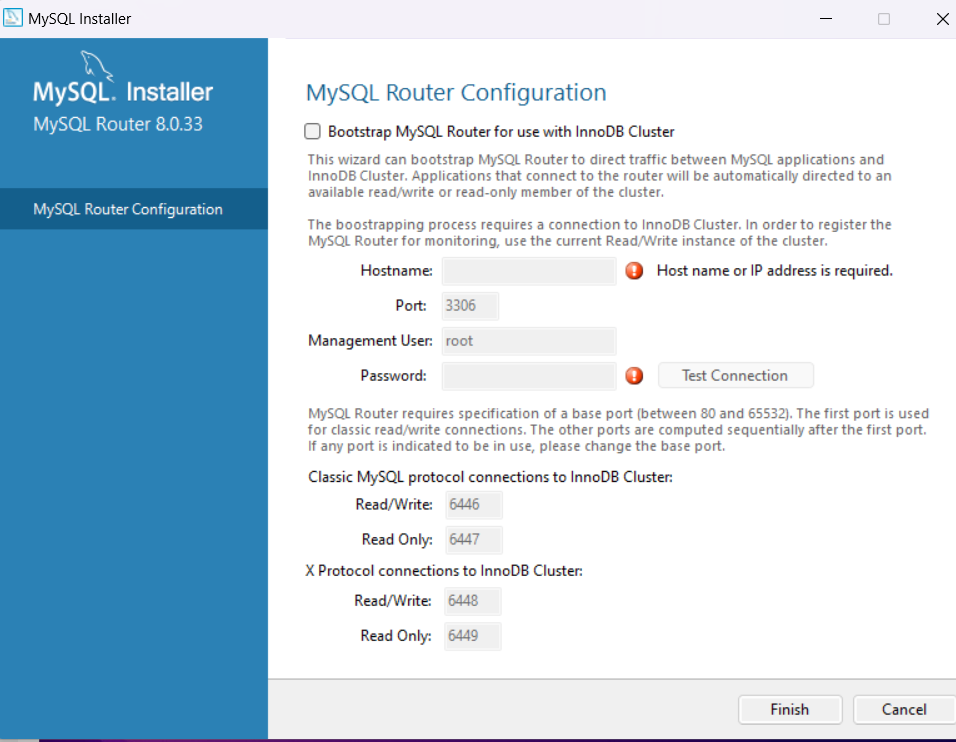 MySQL Installer
MySQL. Installer
MySQL Router 8.0.33
MySQL Router Configuration
MySQL Router Configuration
Bootstrap MySQL Router for use with InnoDB Cluster
This wizard can bootstrap MySQL Router to direct traffic between MySQL applications and
InnoDB Cluster. Applications that connect to the router will be automatically directed to an
available read/write or read-only member of the cluster.
The boostrapping process requires a connection to InnoDB Cluster. In order to register the
MySQL Router for monitoring, use the current Read/Write instance of the cluster.
Hostname: Host name or IP address is required.
Port: 3306
Management User: root
Password: Test Connection
MySQL Router requires specification of a base port (between 80 and 65532). The first port is used
for classic read/write connections. The other ports are computed sequentially after the first port.
If any port is indicated to be in use, please change the base port.
Classic MySQL protocol connections to InnoDB Cluster:
Read/Write: 6446
Read Only: 6447
X Protocol connections to InnoDB Cluster:
Read/Write: 6448
Read Only: 6449
Finish Cancel